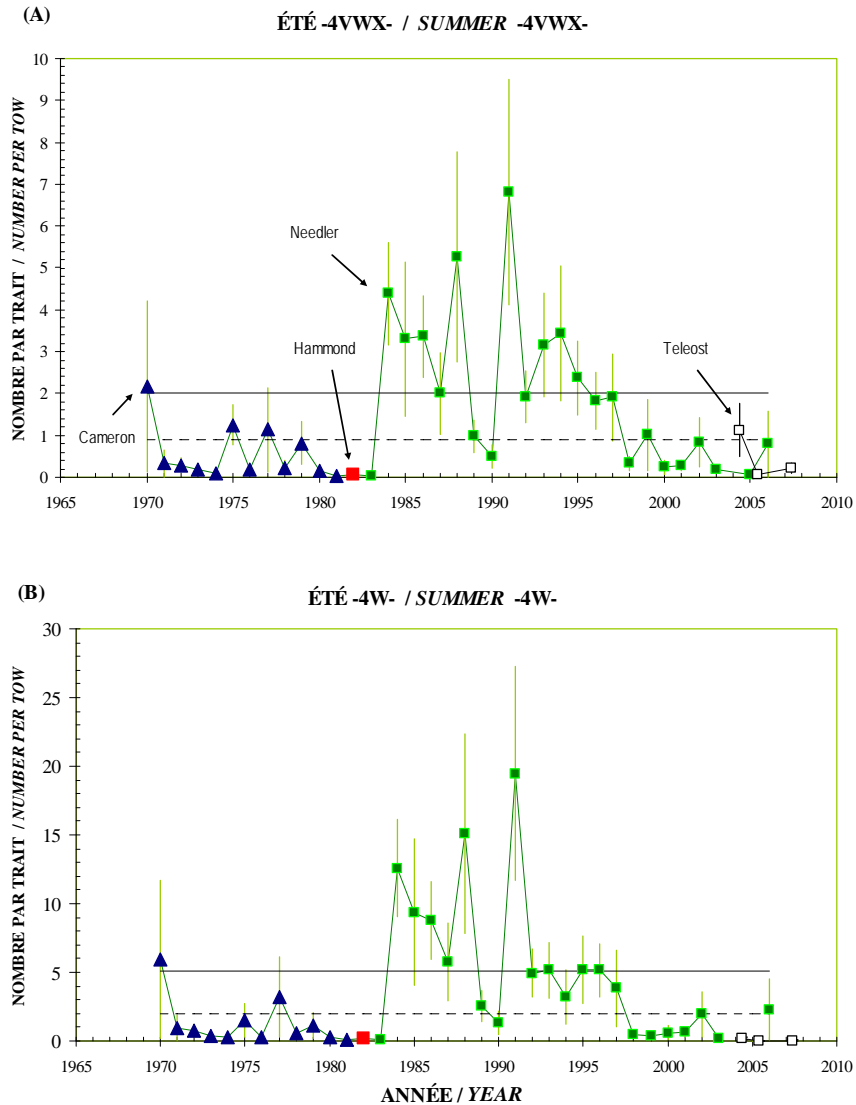 (A)
ÉTÉ -4VWX- / SUMMER -4VWX-
NOMBRE PAR TRAIT / NUMBER PER TOW
10
9
8
7
6
5
4
3
2
1
0
Needler
Hammond
Teleost
Cameron
1965 1970 1975 1980 1985 1990 1995 2000 2005 2010
(B)
ÉTÉ -4W- / SUMMER -4W-
NOMBRE PAR TRAIT / NUMBER PER TOW
30
25
20
15
10
5
0
1965 1970 1975 1980 1985 1990 1995 2000 2005 2010
ANNÉE / YEAR